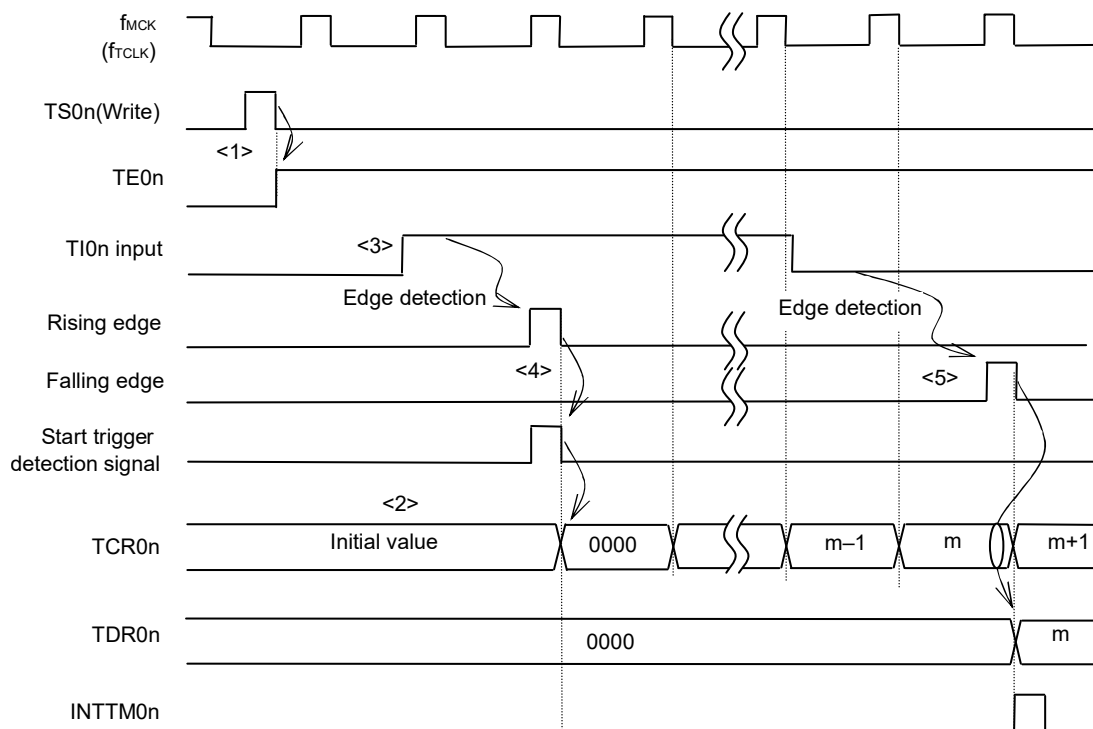 fMCK
(fTCLK)
TS0n(Write)
<1>
TE0n
TI0n input
<3>
Edge detection
Edge detection
Rising edge
<4>
Falling edge
<5>
Start trigger
detection signal
<2>
TCR0n
Initial value
0000
m–1
m
m+1
TDR0n
0000
m
INTTM0n